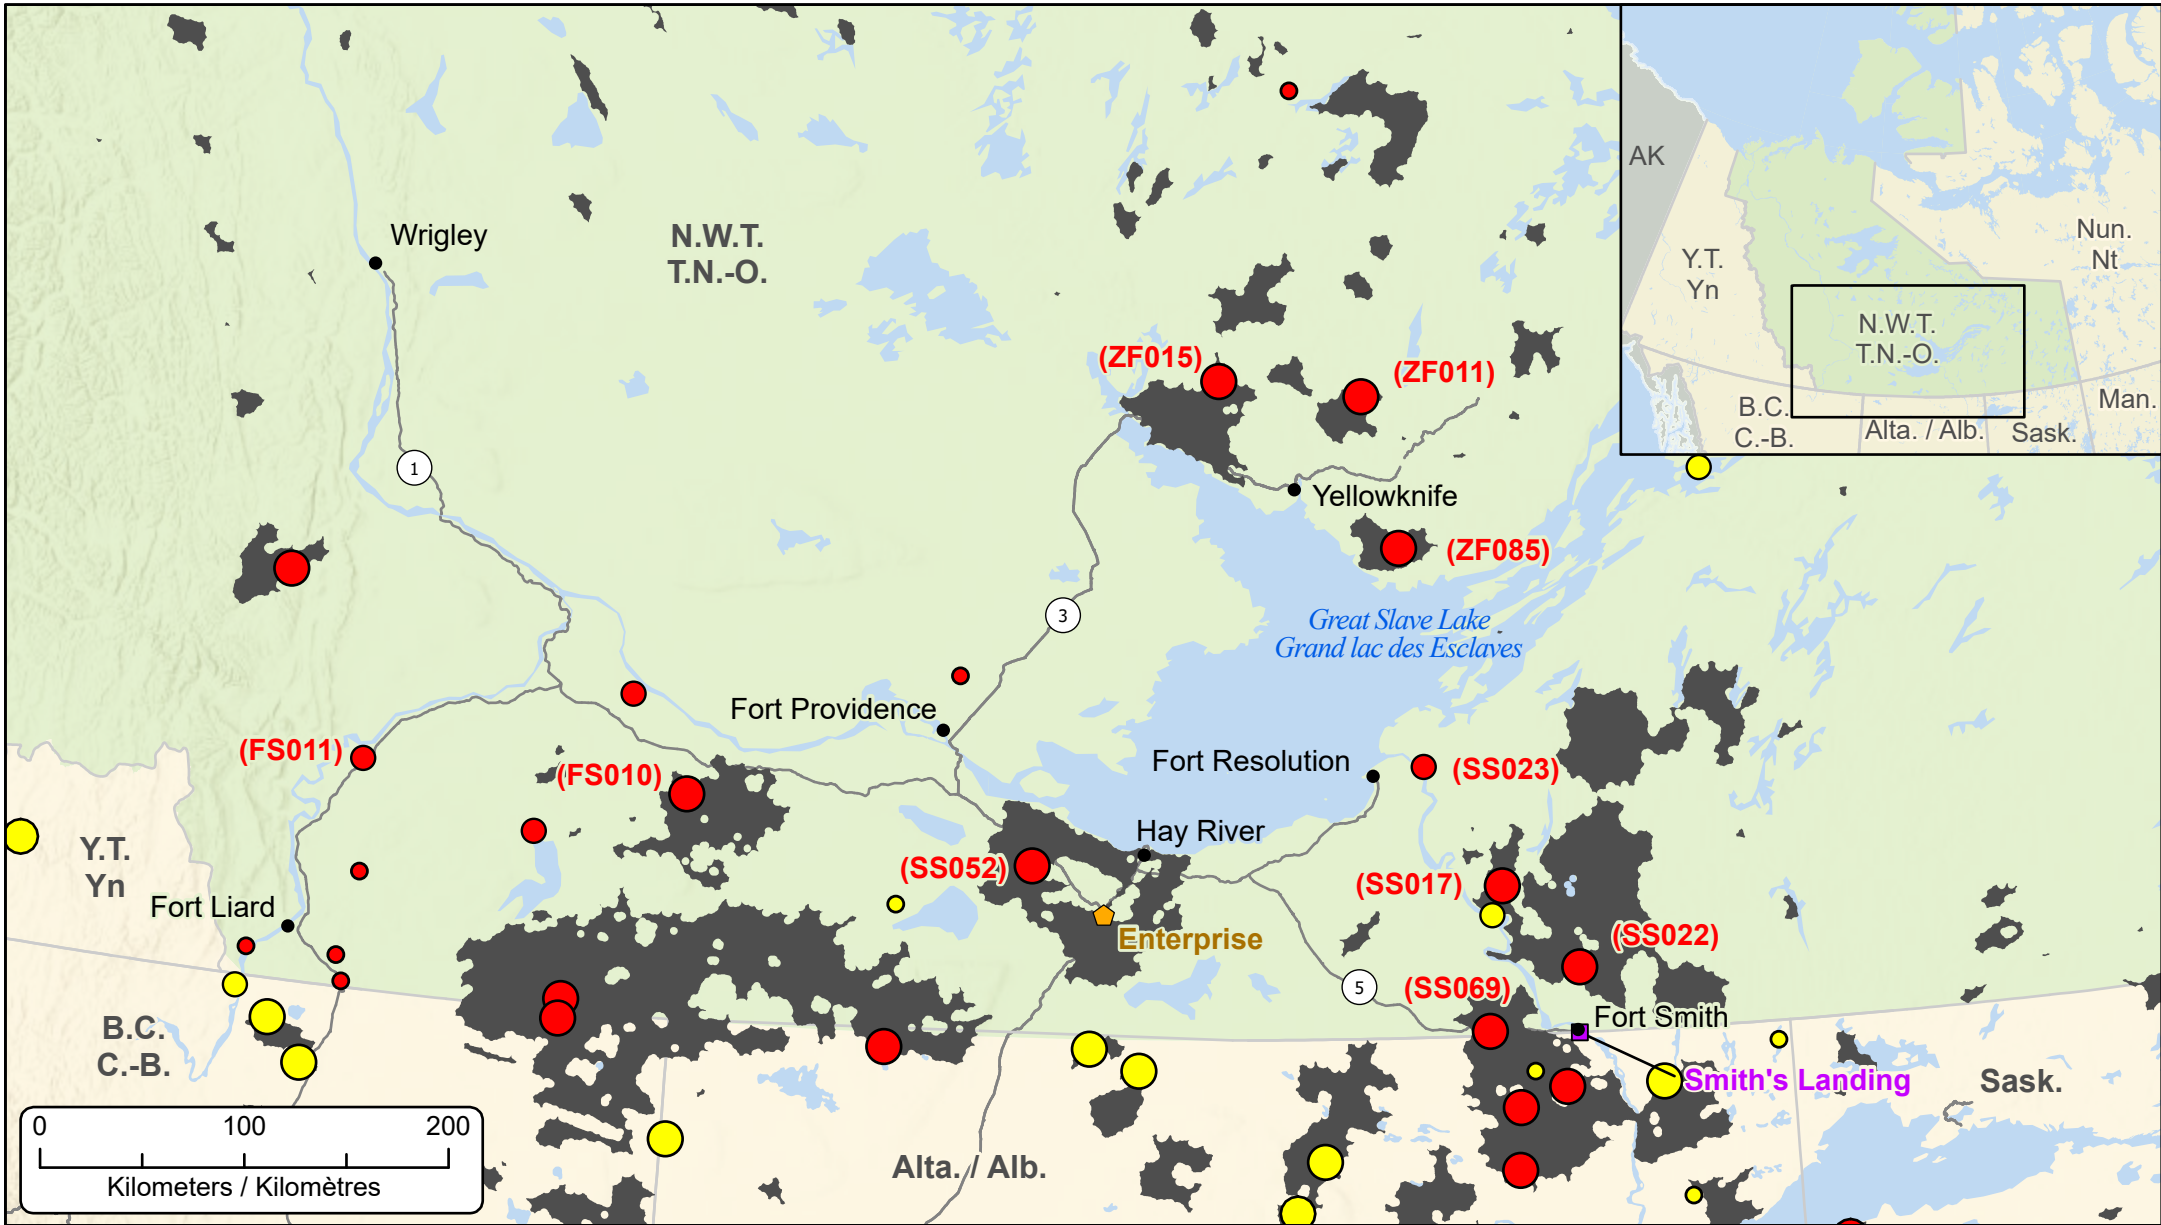 Wrigley
N.W.T.
T.N.-O.
1
(ZF015)
(ZF011)
Yellowknife
(ZF085)
Great Slave Lake
Grand lac des Esclaves
3
Fort Providence
(FS011)
(FS010)
Fort Resolution
(SS023)
Hay River
(SS052)
(SS017)
Y.T.
Yn
Fort Liard
Enterprise
(SS022)
5
(SS069)
Fort Smith
B.C.
C.-B.
Smith's Landing
Sask.
Alta. / Alb.
0 100 200
Kilometers / Kilomètres
AK
Y.T.
Yn
Nun.
Nt
N.W.T.
T.N.-O.
B.C.
C.-B.
Alta. / Alb.
Sask.
Man.